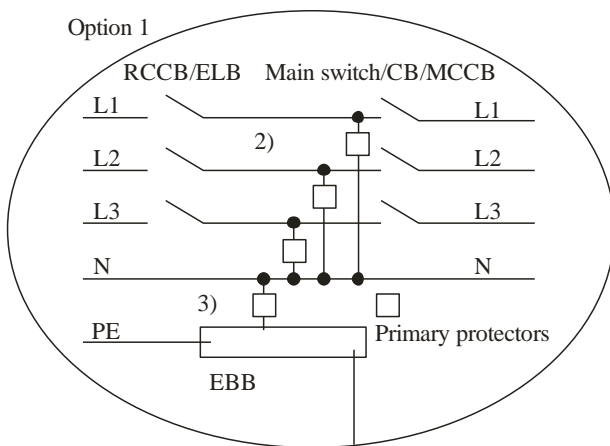 Option 1
RCCB/ELB Main switch/CB/MCCB
L1 L1
2)
L2 L2
L3 L3
N N
3)
PE Primary protectors
EBB